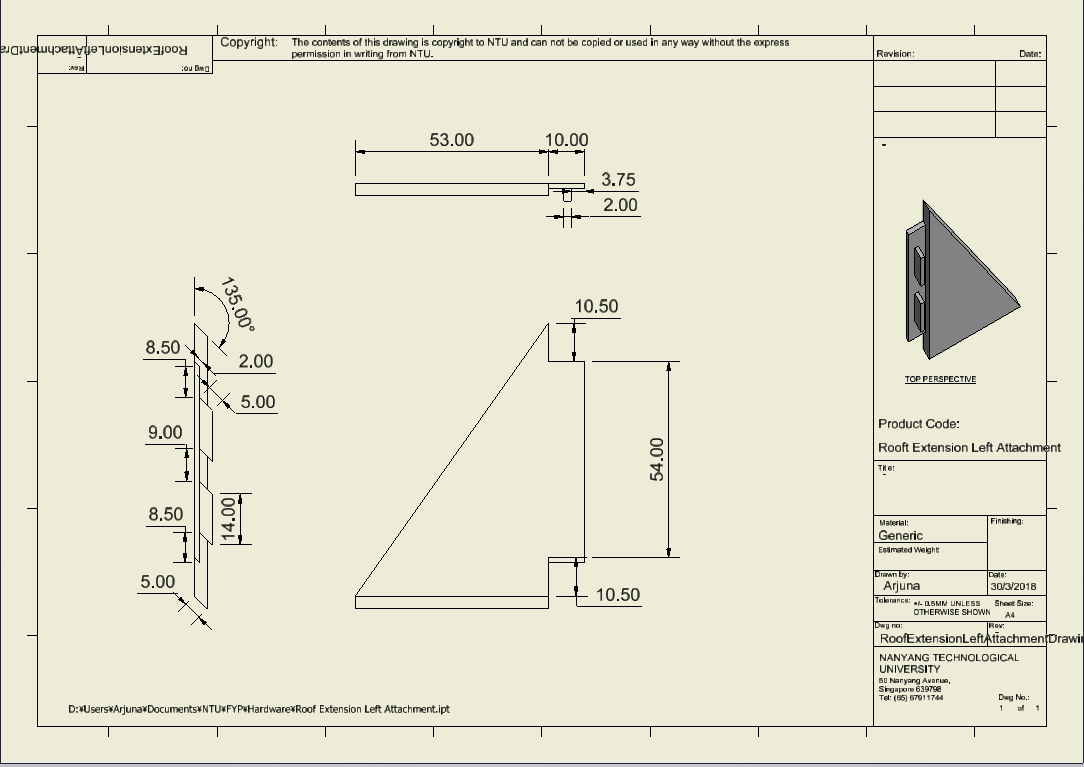 RoofExtensionLeftAttachmentDra
Rev:
Dwg no:
Copyright: The contents of this drawing is copyright to NTU and can not be copied or used in any way without the express
permission in writing from NTU.
Revision: Date:
53.00 10.00
3.75
2.00
135.00°
10.50
8.50
2.00
5.00
9.00
54.00
8.50
14.00
5.00
10.50
D:¥Users¥Arjuna¥Documents¥NTU¥FYP¥Hardware¥Roof Extension Left Attachment.ipt
TOP PERSPECTIVE
Product Code:
Rooft Extension Left Attachment
Title:
Material: Finishing:
Generic
Estimated Weight:
Drawn by: Date:
Arjuna 30/3/2018
Tolerance: +/- 0.5MM UNLESS Sheet Size:
OTHERWISE SHOWN A4
Dwg no: Rev:
RoofExtensionLeftAttachmentDrawin
NANYANG TECHNOLOGICAL
UNIVERSITY
50 Nanyang Avenue,
Singapore 639798
Tel: (65) 67911744
Dwg No.:
1 of 1